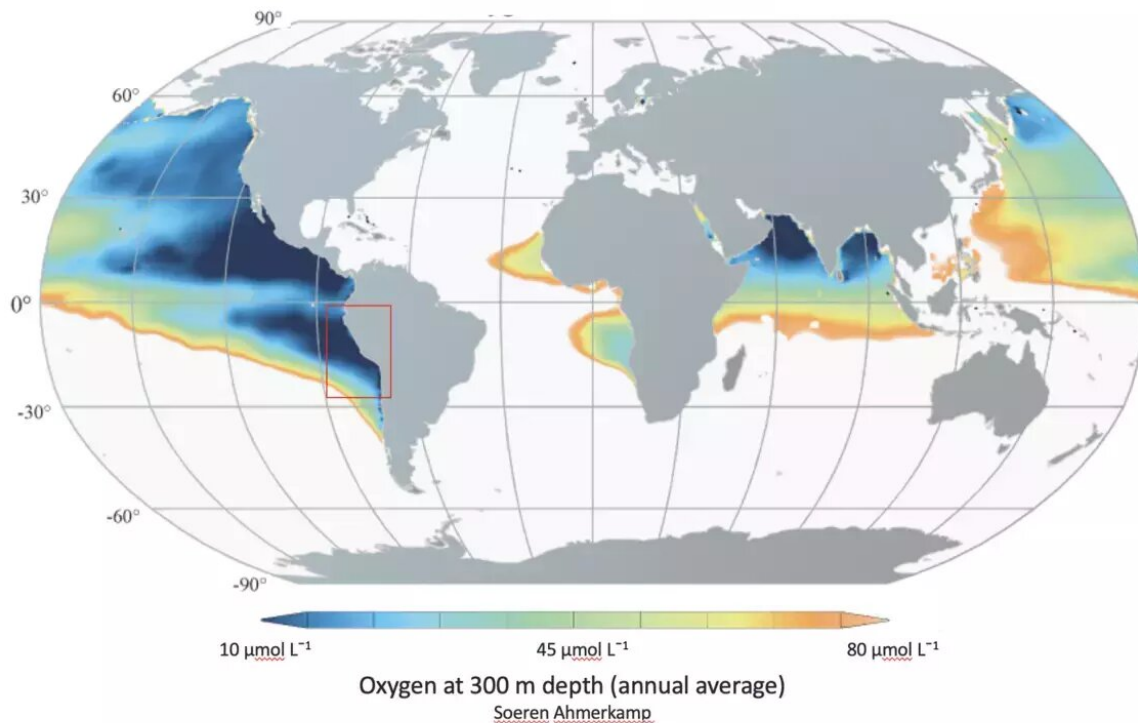 90°
60°
30°
0°
-30°
-60°
-90°
10 µmol L⁻¹ 45 µmol L⁻¹ 80 µmol L⁻¹
Oxygen at 300 m depth (annual average)
Soeren Ahmerkamp